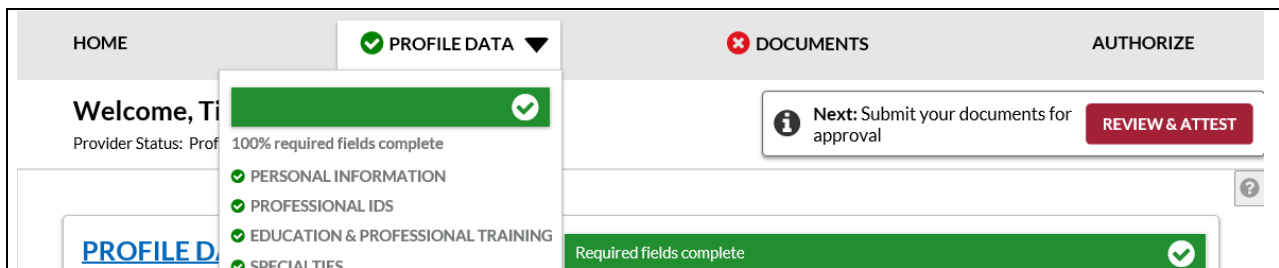 HOME
PROFILE DATA
DOCUMENTS
AUTHORIZE
Welcome, Ti
Provider Status: Prof
100% required fields complete
PERSONAL INFORMATION
PROFESSIONAL IDS
EDUCATION & PROFESSIONAL TRAINING
SPECIALTIES
Next: Submit your documents for
approval
REVIEW & ATTEST
PROFILE DA
Required fields complete